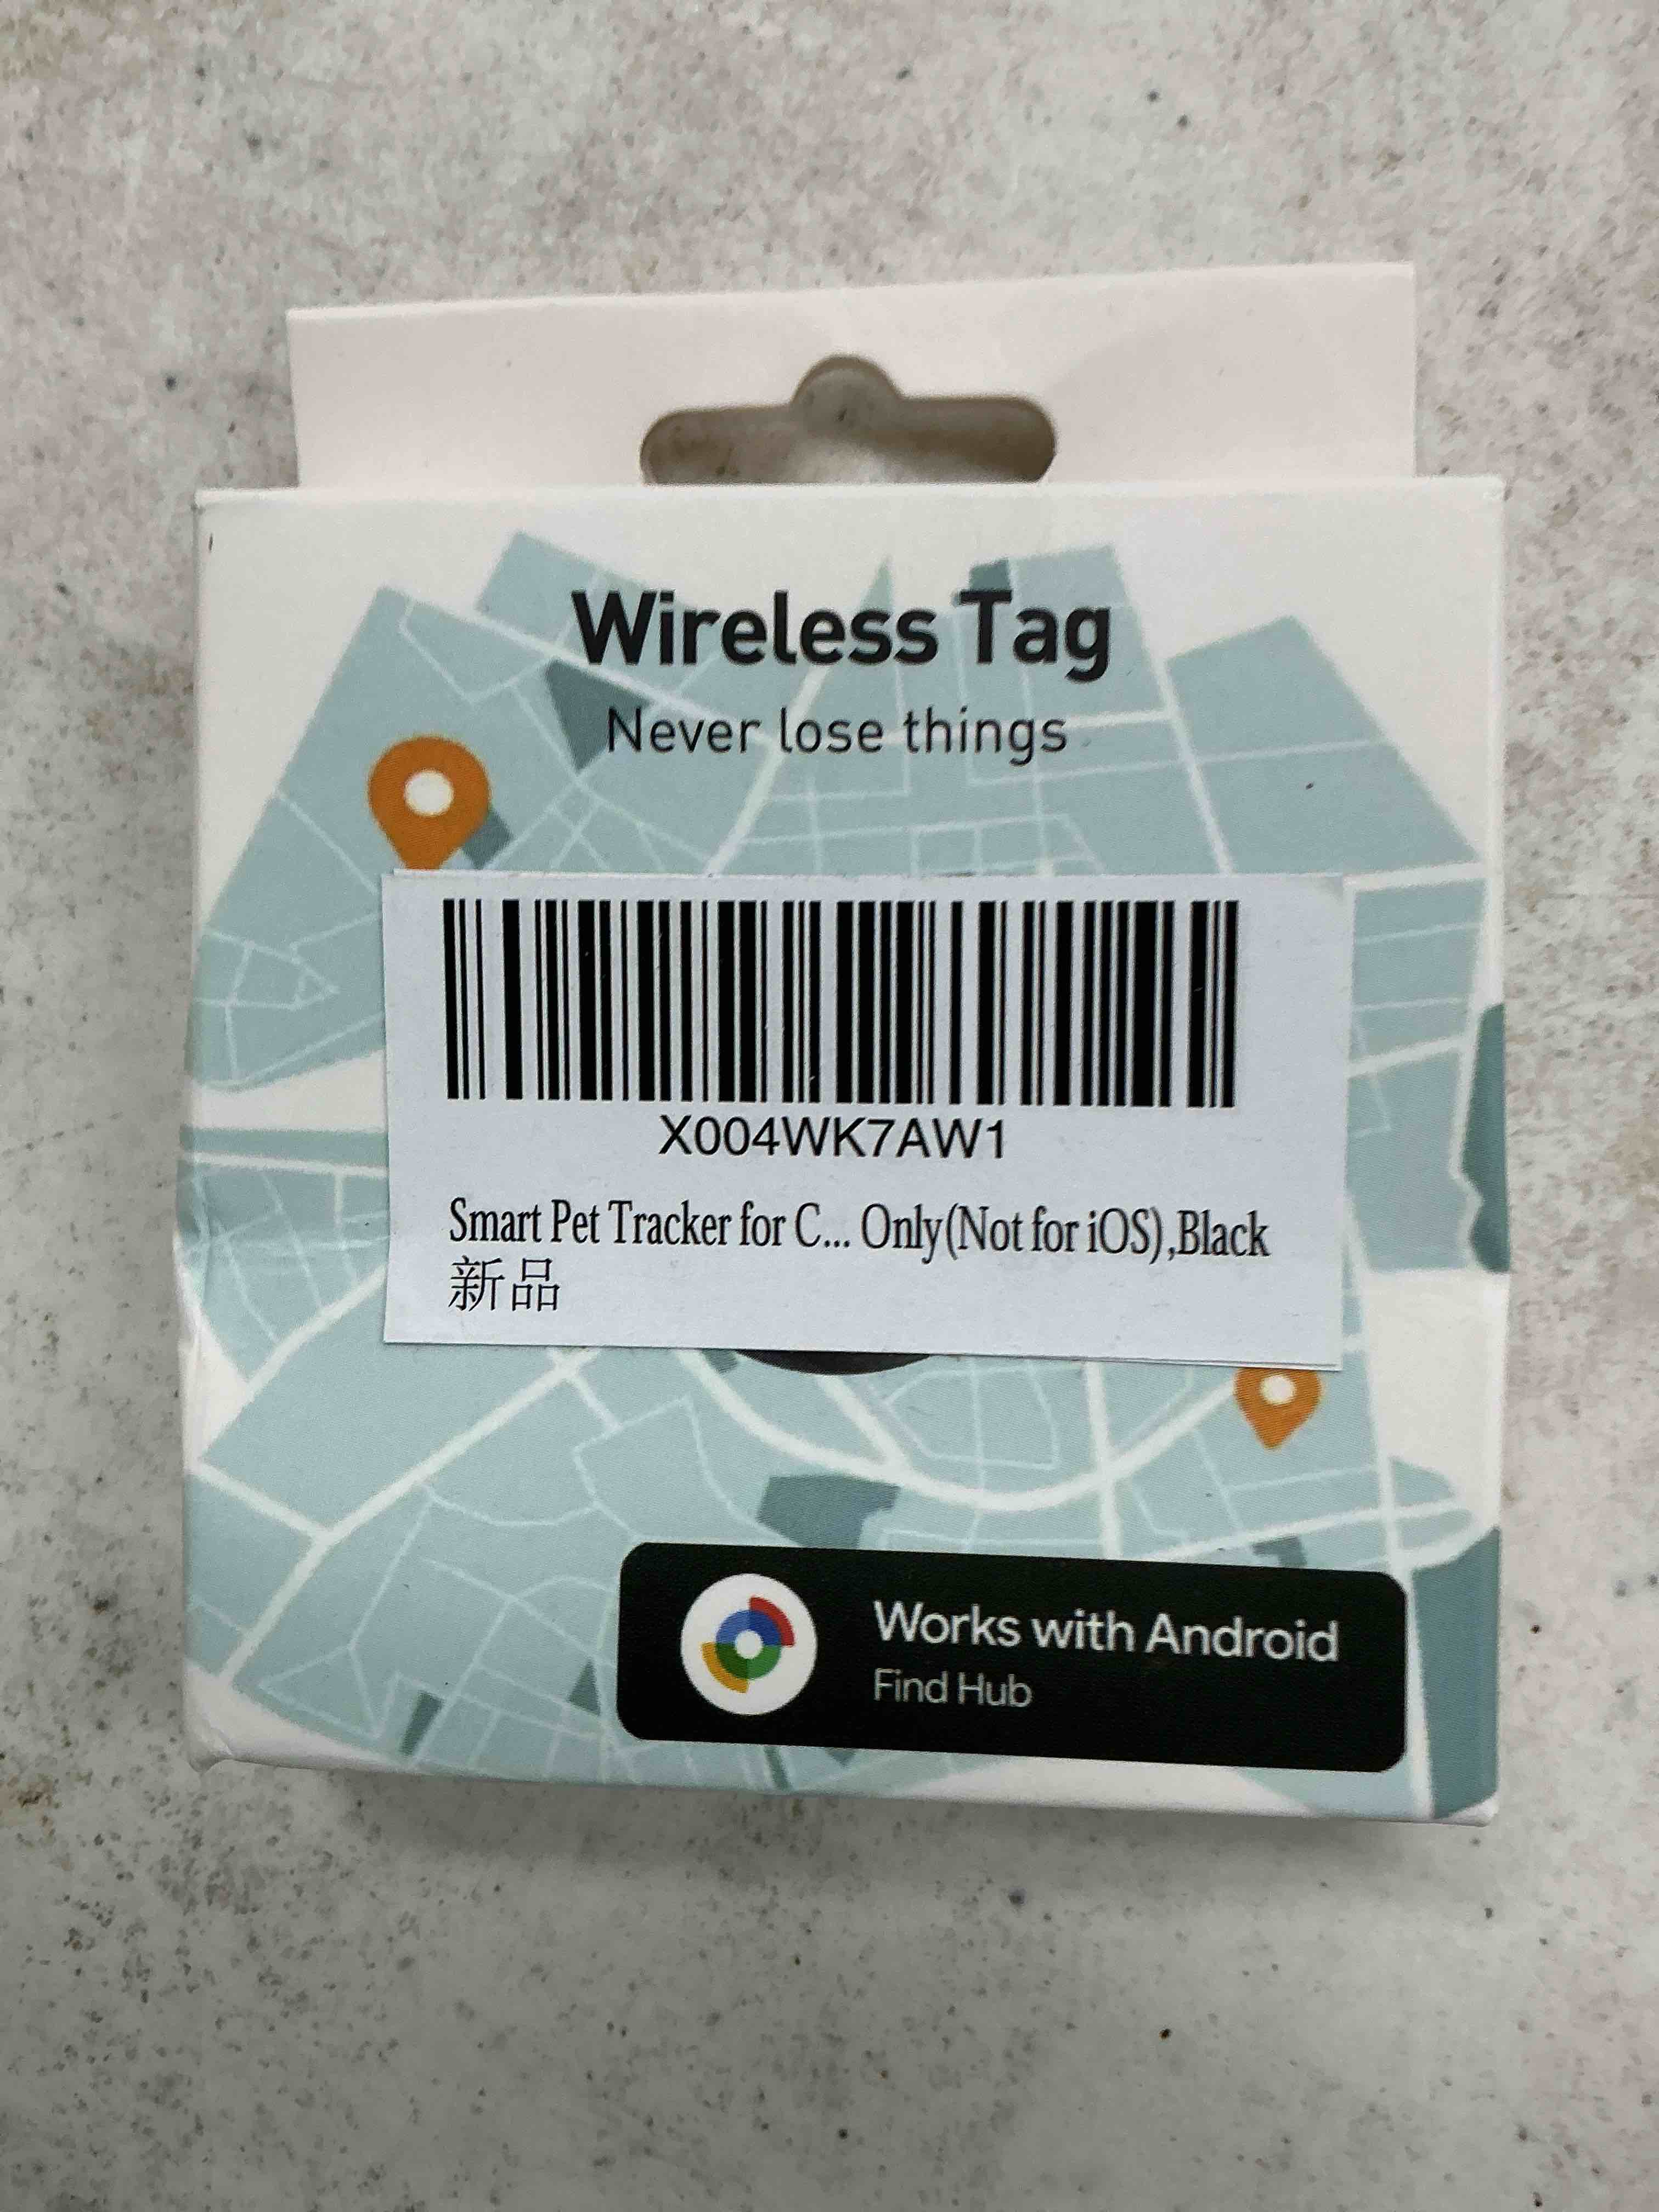 Wireless Tag
Never lose things
X004WK7AW1
Smart Pet Tracker for C... Only(Not for iOS),Black
新品
Works with Android
Find Hub